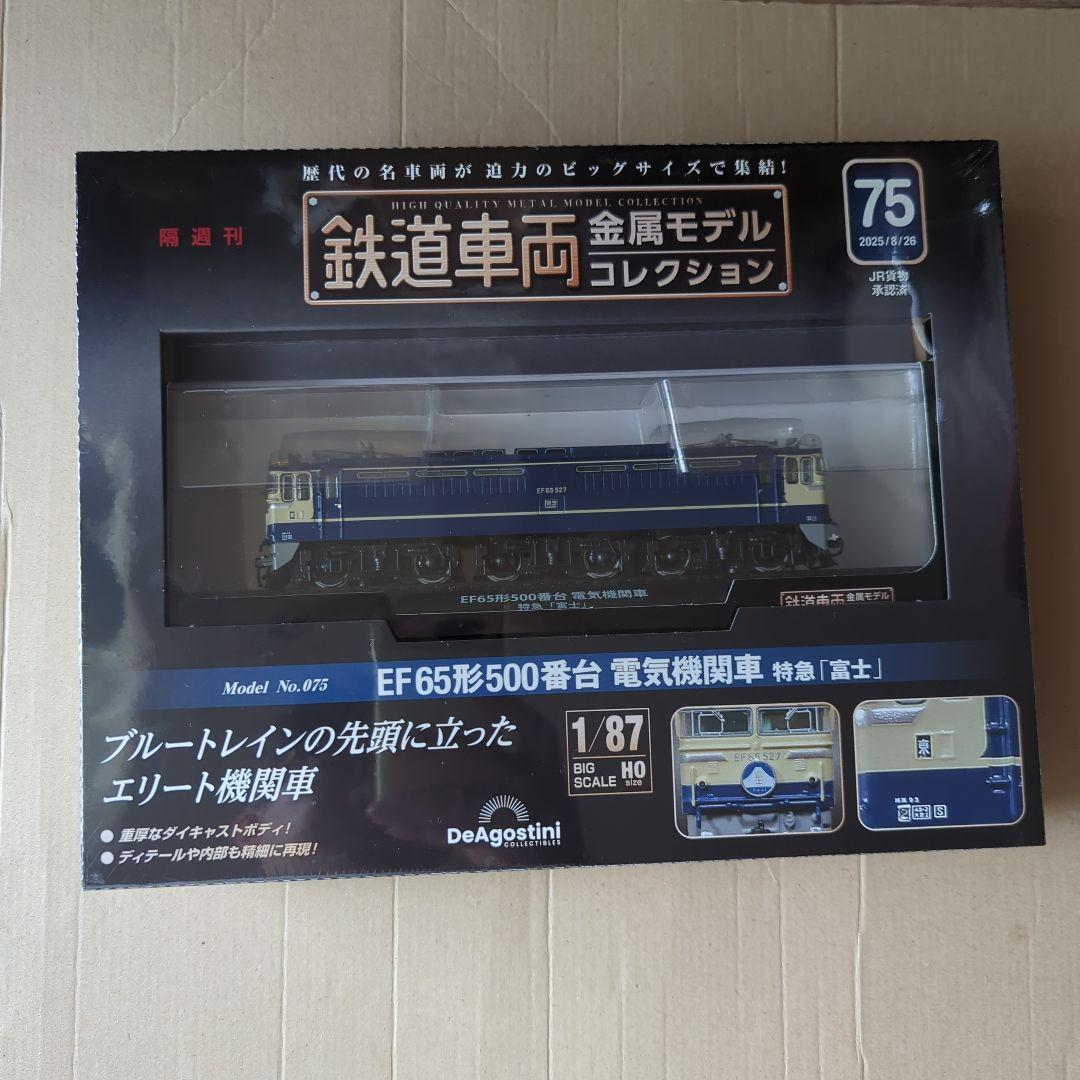 歴代の名車両が 迫力のビッグサイズで集結!
HIGH QUALITY METAL MODEL COLLECTION
隔週刊
鉄道車両
金属モデル
コレクション
75
2025/8/26
JR貨物
承認済
EF65 527
EF65形500番台 電気機関車
特急「富士」
鉄道車両 金属モデル
Model No.075
EF65形500番台 電気機関車 特急「富士」
ブルートレインの先頭に立った
エリート機関車
● 重厚なダイキャストボディ!
● ディテールや内部も精細に再現!
1/87
BIG
SCALE
HO
size
DeAgostini
COLLECTIBLES
EF65 527
富士
東
S